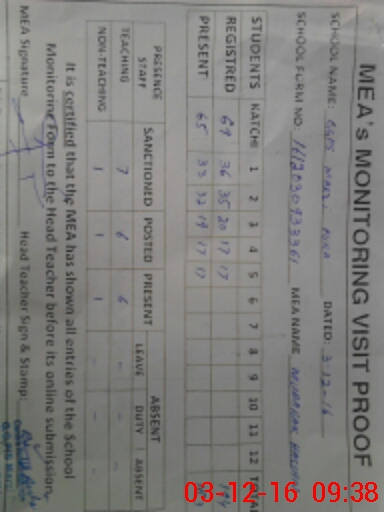 MEA's MONITORING VISIT PROOF
SCHOOL NAME: GGPS DATED: 3-12-16
SCHOOL FORM NO: MEA NAME
STUDENTS KATCHI 1 2 3 4 5 6 7 8 9 10 11 12 TOTAL
REGISTRED 69 36 35 20 17 17
PRESENT 65 33 32 19 17 17
PRESENCE SANCTIONED POSTED PRESENT ABSENT
STAFF LEAVE DUTY ABSENT
TEACHING 7 6 6 - - -
NON-TEACHING 1 1 1 - - -
It is certified that the MEA has shown all entries of the School
Monitoring Form to the Head Teacher before its online submission
MEA Signature Head Teacher Sign & Stamp:
03-12-16 09:38